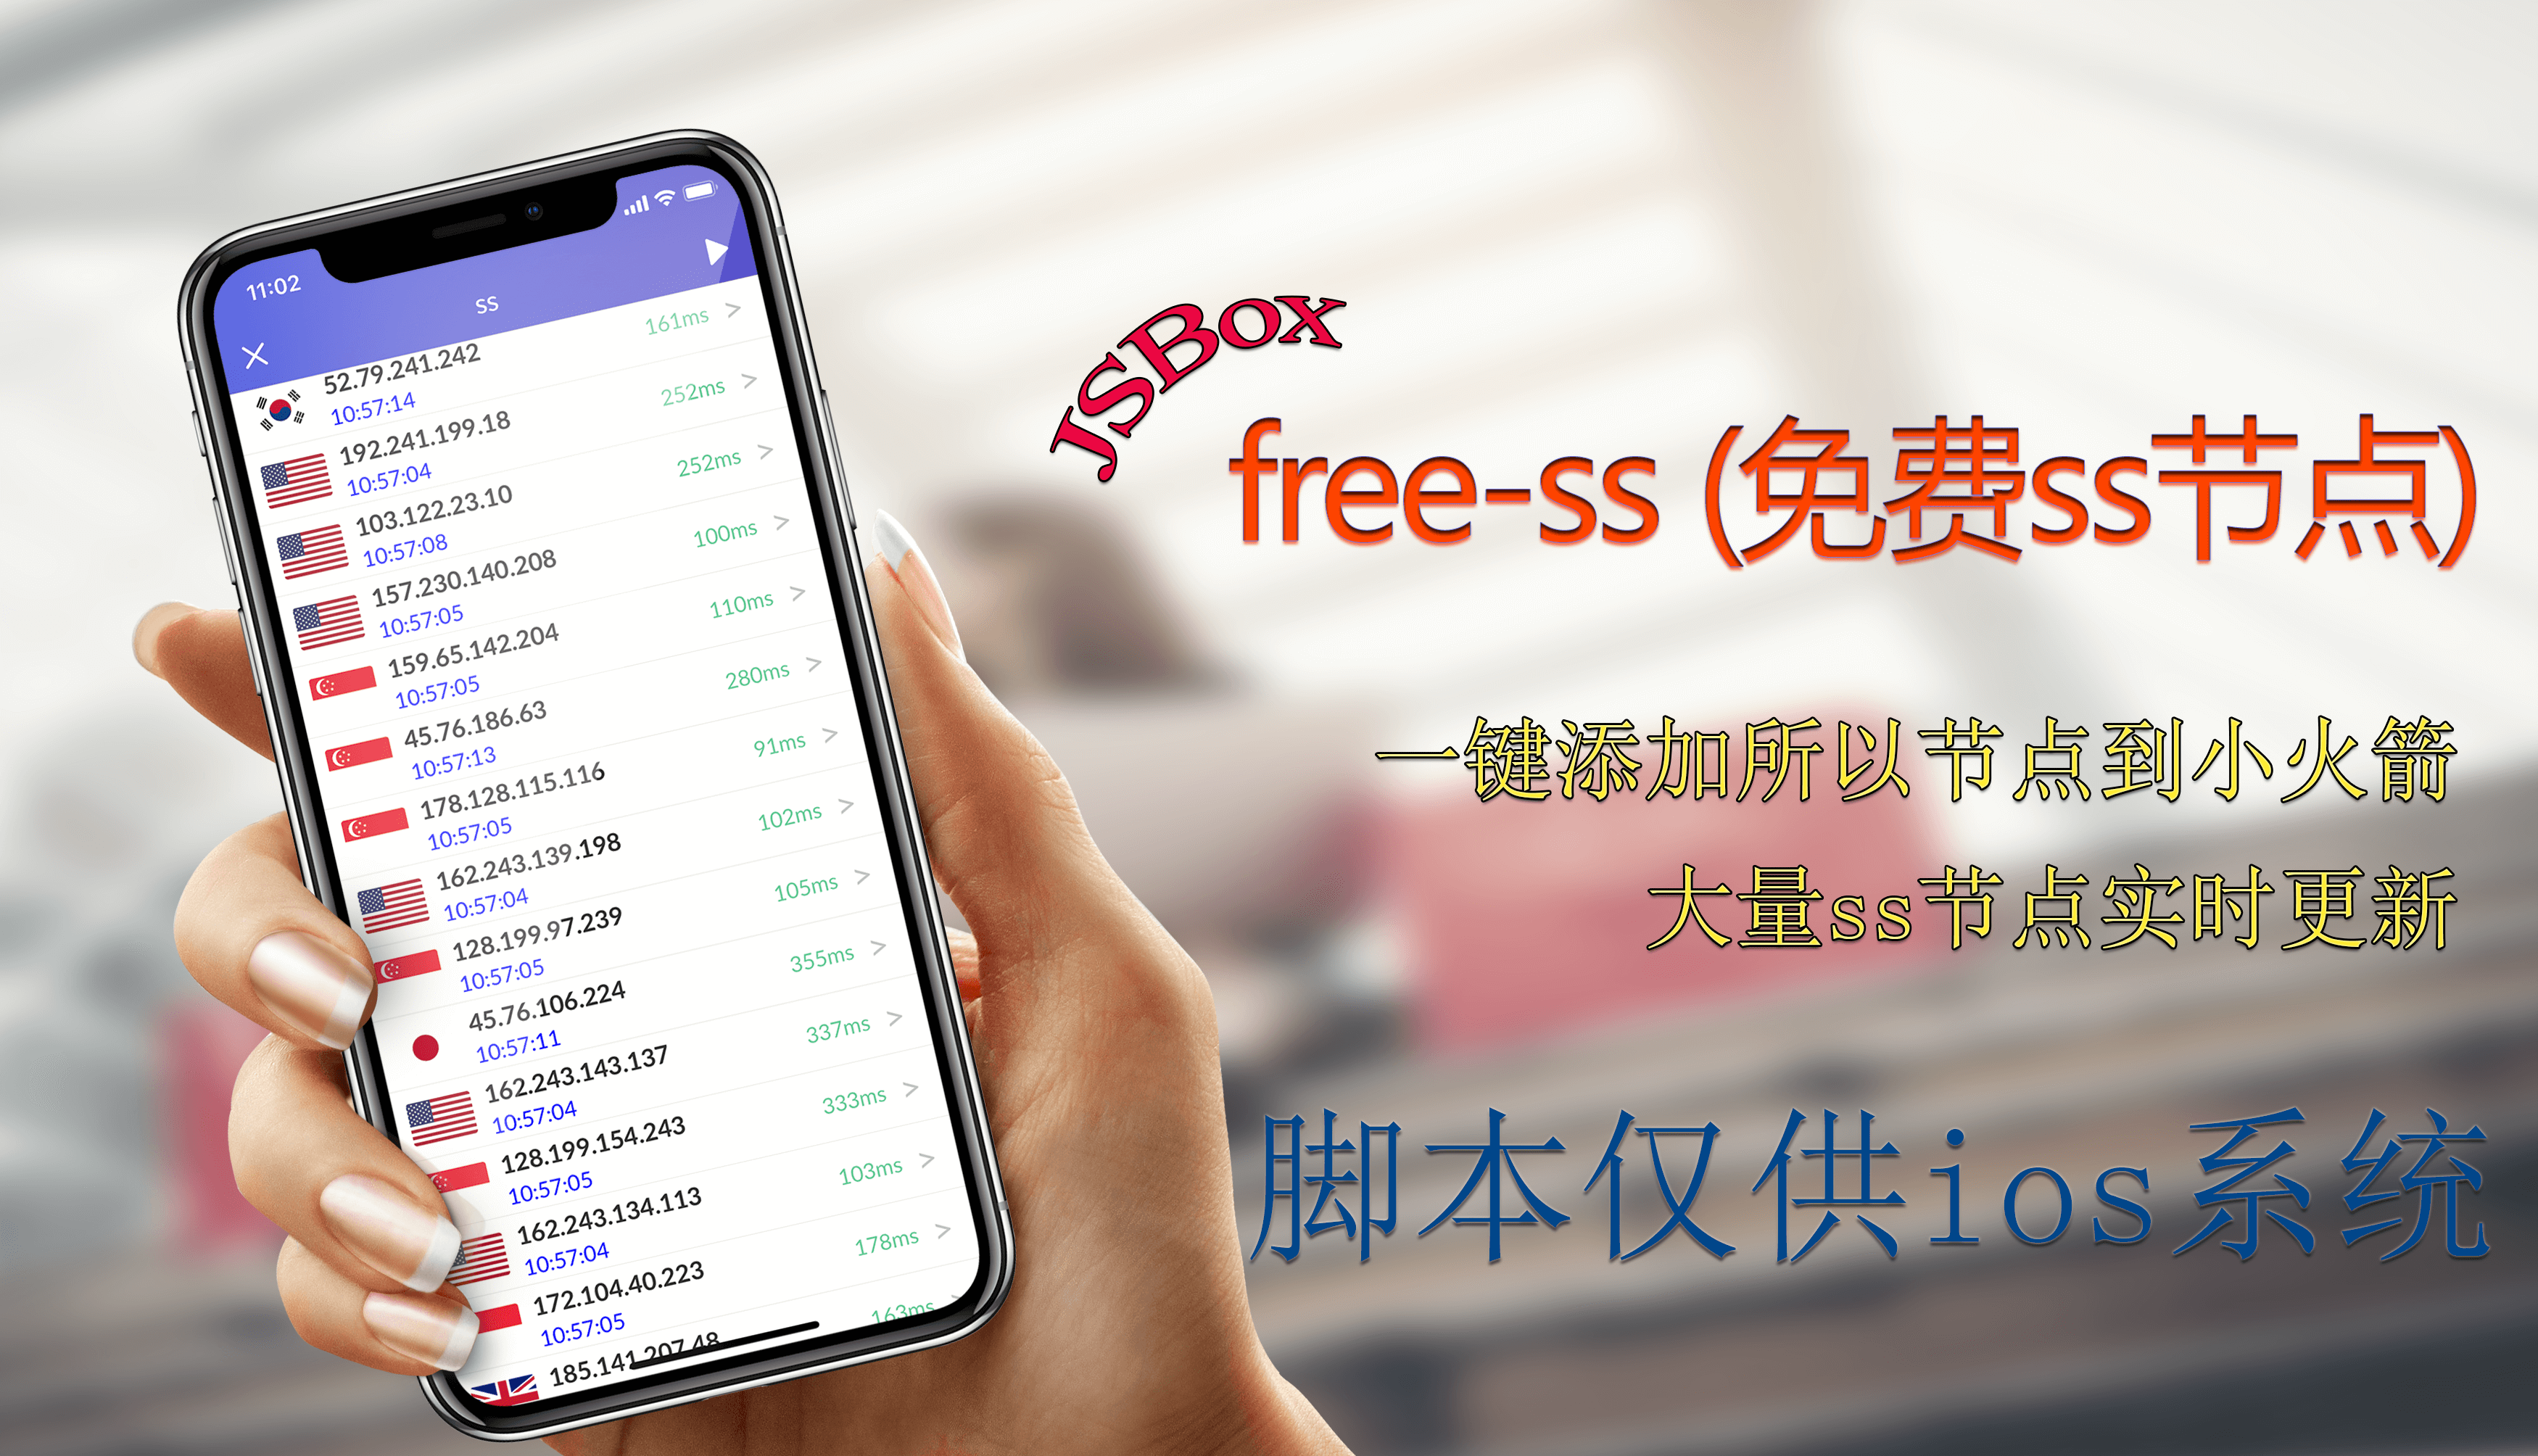 11:02
ss
52.79.241.242
161ms
10:57:14
192.241.199.18
252ms
10:57:04
103.122.23.10
252ms
10:57:08
157.230.140.208
100ms
10:57:05
159.65.142.204
110ms
10:57:05
45.76.186.63
280ms
10:57:13
178.128.115.116
91ms
10:57:05
162.243.139.198
102ms
10:57:04
128.199.97.239
105ms
10:57:05
45.76.106.224
355ms
10:57:11
162.243.143.137
337ms
10:57:04
128.199.154.243
333ms
10:57:05
162.243.134.113
103ms
10:57:04
172.104.40.223
178ms
10:57:05
185.141.207.48
163ms
JSBox
free-ss (免费ss节点)
一键添加所以节点到小火箭
大量ss节点实时更新
脚本仅供ios系统